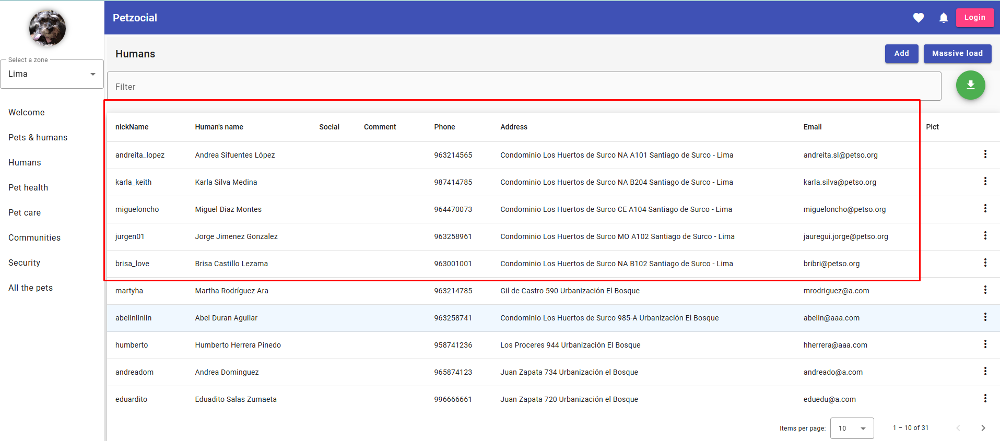 Petzocial
Login
Select a zone
Lima
Welcome
Pets & humans
Humans
Pet health
Pet care
Communities
Security
All the pets
Humans
Add
Massive load
Filter
nickName Human's name Social Comment Phone Address Email Pict
andreita_lopez Andrea Sifuentes López 963214565 Condominio Los Huertos de Surco NA A101 Santiago de Surco - Lima andreita.sl@petso.org
karla_keith Karla Silva Medina 987414785 Condominio Los Huertos de Surco NA B204 Santiago de Surco - Lima karla.silva@petso.org
migueloncho Miguel Diaz Montes 964470073 Condominio Los Huertos de Surco CE A104 Santiago de Surco - Lima migueloncho@petso.org
jurgen01 Jorge Jimenez Gonzalez 963258961 Condominio Los Huertos de Surco MO A102 Santiago de Surco - Lima jauregui.jorge@petso.org
brisa_love Brisa Castillo Lezama 963001001 Condominio Los Huertos de Surco NA B102 Santiago de Surco - Lima bribri@petso.org
martyha Martha Rodríguez Ara 963214785 Gil de Castro 590 Urbanización El Bosque mrodriguez@a.com
abelinlinlin Abel Duran Aguilar 963258741 Condominio Los Huertos de Surco 985-A Urbanización El Bosque abelin@aaa.com
humberto Humberto Herrera Pinedo 958741236 Los Proceres 944 Urbanización El Bosque hherrera@aaa.com
andreadom Andrea Dominguez 965874123 Juan Zapata 734 Urbanización el Bosque andreado@a.com
eduardito Eduadito Salas Zumaeta 996666661 Juan Zapata 720 Urbanización el Bosque eduedu@a.com
Items per page: 10 1 – 10 of 31